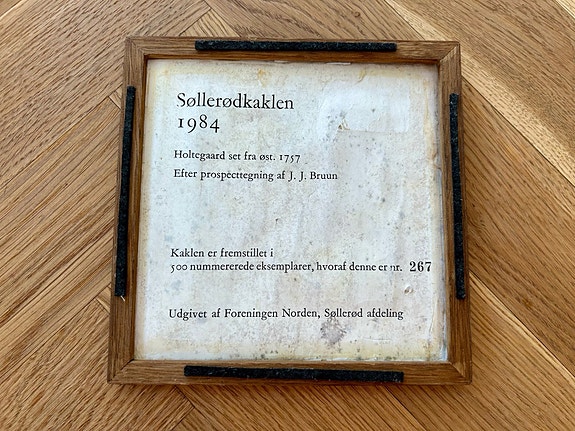 Søllerødkaklen
1984
Holtegaard set fra øst. 1757
Efter prospecttegning af J. J. Bruun
Kaklen er fremstillet i
500 nummererede eksemplarer, hvoraf denne er nr. 267
Udgivet af Foreningen Norden, Søllerød afdeling